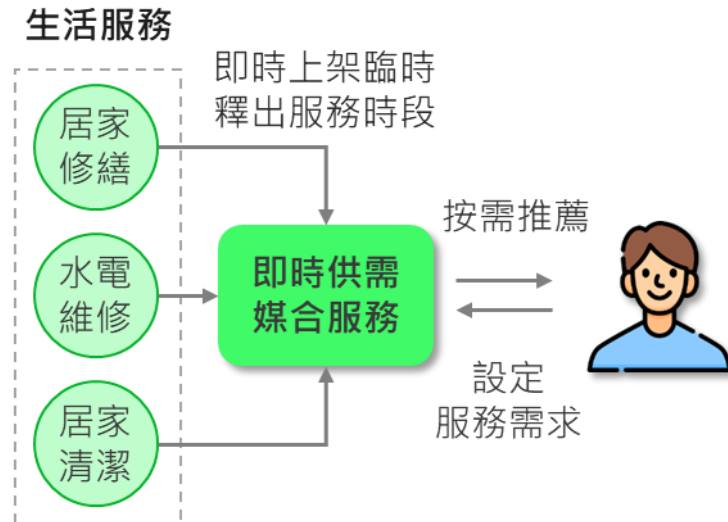 生活服務
即時上架臨時
釋出服務時段
居家
修繕
水電
維修
居家
清潔
即時供需
媒合服務
按需推薦
設定
服務需求